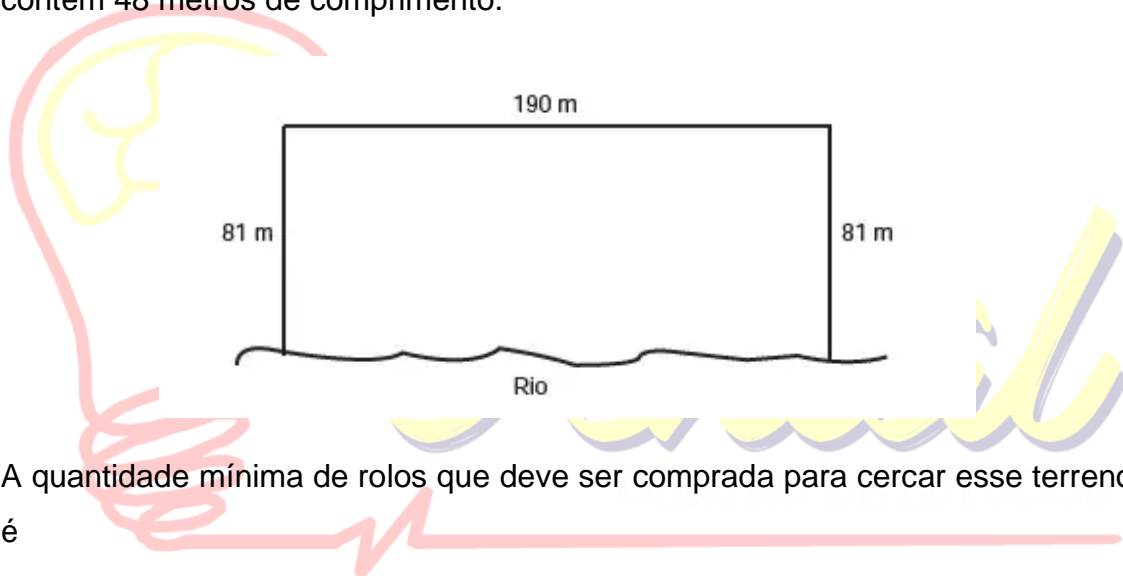 contém 48 metros de comprimento.
190 m
81 m
81 m
Rio
A quantidade mínima de rolos que deve ser comprada para cercar esse terreno
é